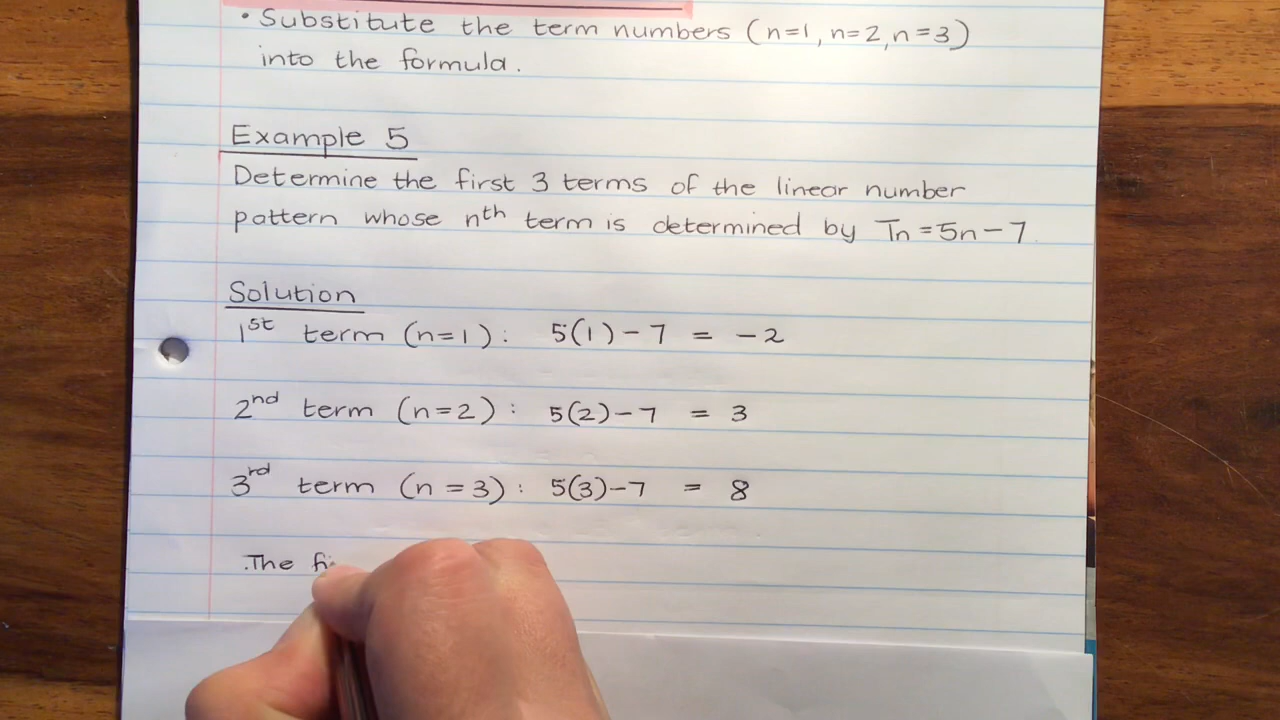 • Substitute the term numbers (n=1, n=2, n=3)
into the formula.
Example 5
Determine the first 3 terms of the linear number
pattern whose nth term is determined by Tn = 5n - 7.
Solution
1st term (n=1): 5(1) - 7 = -2
2nd term (n=2): 5(2) - 7 = 3
3rd term (n = 3): 5(3) - 7 = 8
The